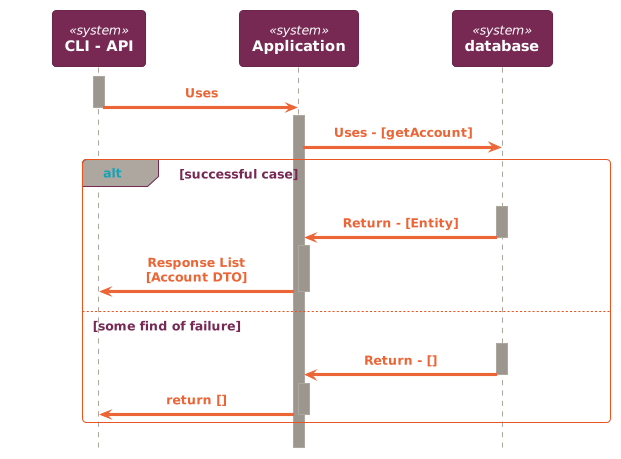 «system»
CLI - API
«system»
Application
«system»
database
Uses
Uses - [getAccount]
alt
[successful case]
Return - [Entity]
Response List
[Account DTO]
[some find of failure]
Return - []
return []